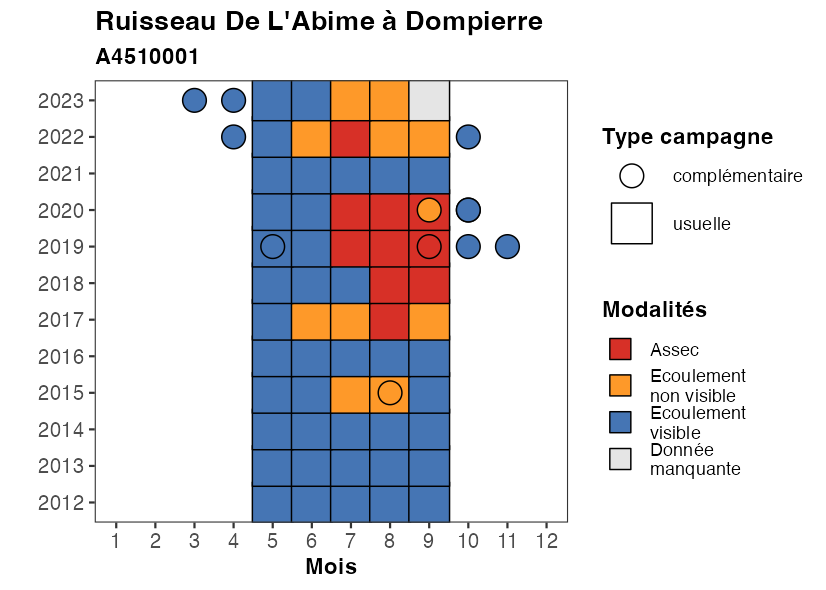 Ruisseau De L'Abime à Dompierre
A4510001
2023
2022
2021
2020
2019
2018
2017
2016
2015
2014
2013
2012
1 2 3 4 5 6 7 8 9 10 11 12
Mois
Type campagne
complémentaire
usuelle
Modalités
Assec
Ecoulement
non visible
Ecoulement
visible
Donnée
manquante